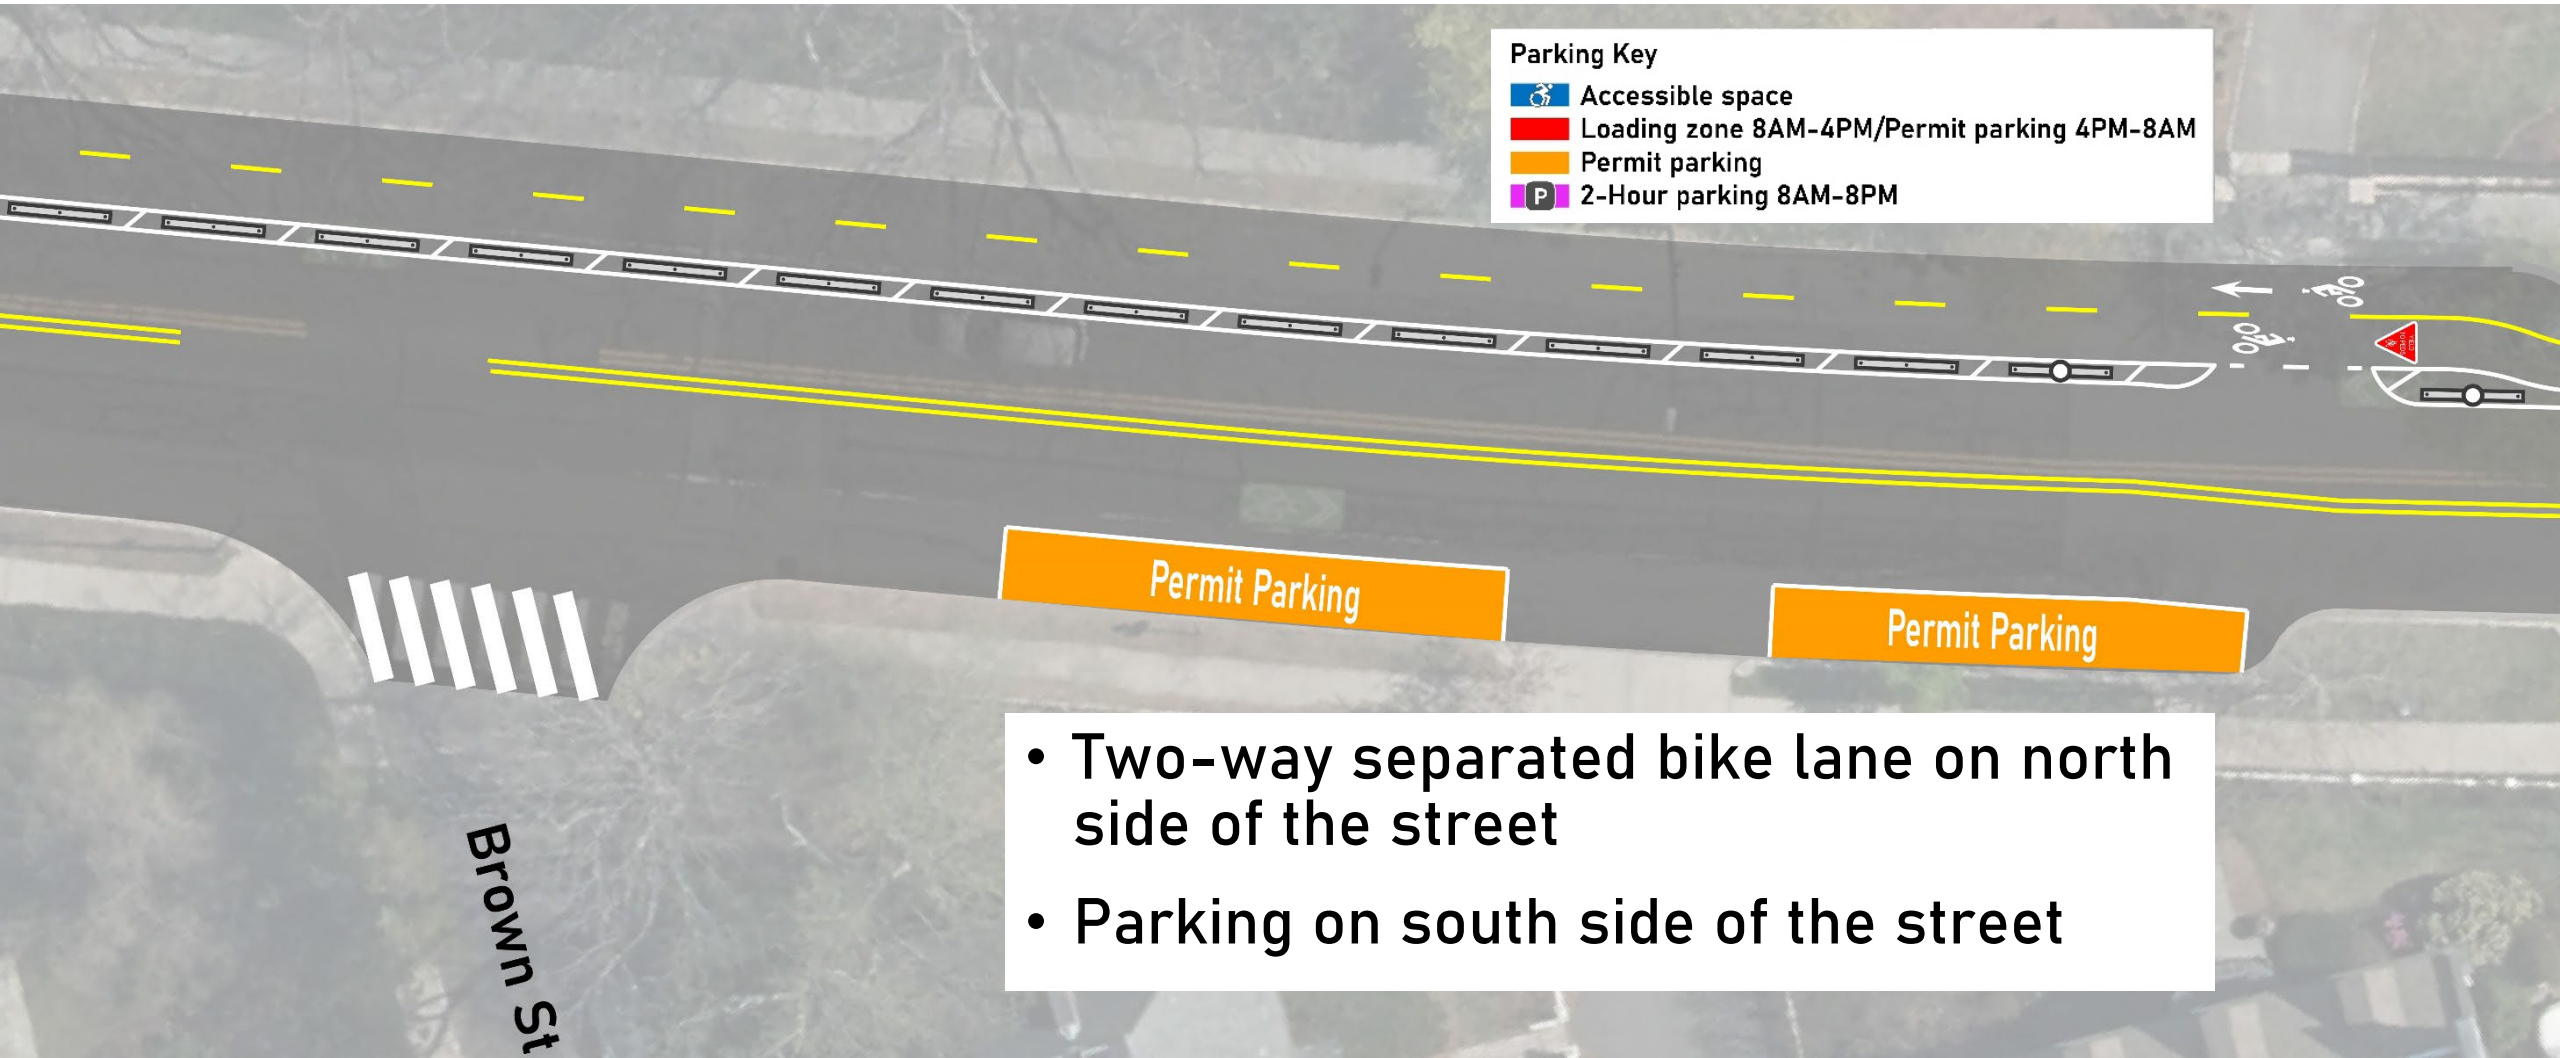 Parking Key
Accessible space
Loading zone 8AM-4PM/Permit parking 4PM-8AM
Permit parking
P 2-Hour parking 8AM-8PM
Permit Parking
Permit Parking
• Two-way separated bike lane on north
side of the street
• Parking on south side of the street
Brown St